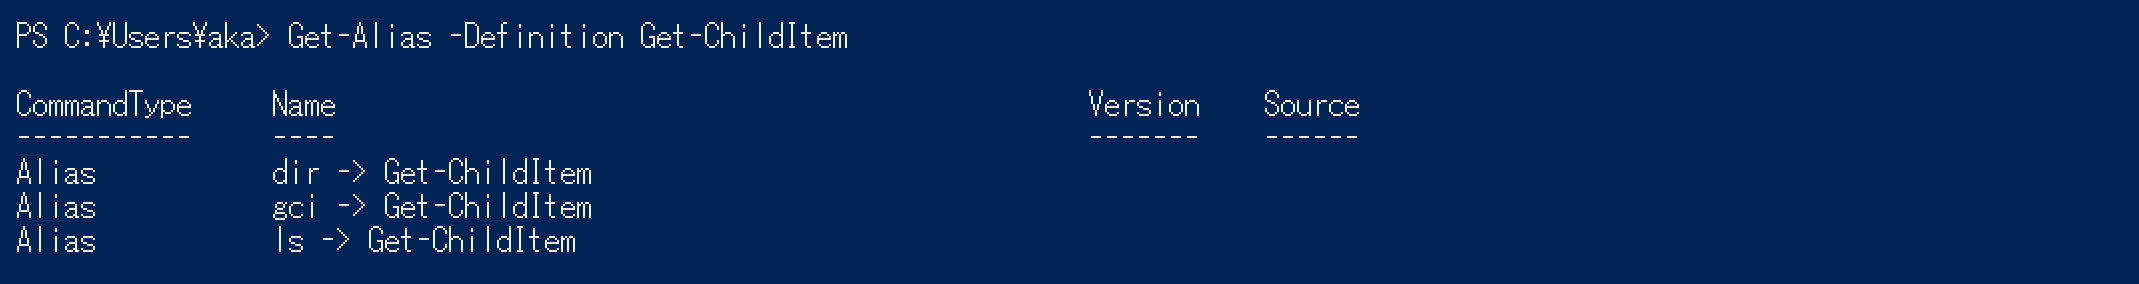 PS C:¥Users¥aka> Get-Alias -Definition Get-ChildItem
CommandType     Name                                               Version    Source
-----------     ----                                               -------    ------
Alias           dir -> Get-ChildItem
Alias           gci -> Get-ChildItem
Alias           ls -> Get-ChildItem